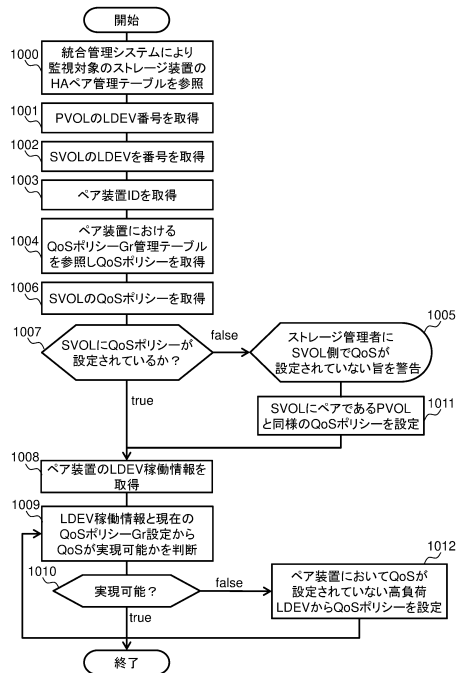 開始
1000
統合管理システムにより
監視対象のストレージ装置の
HAペア管理テーブルを参照
1001
PVOLのLDEV番号を取得
1002
SVOLのLDEVを番号を取得
1003
ペア装置IDを取得
1004
ペア装置における
QoSポリシーGr管理テーブル
を参照しQoSポリシーを取得
1006
SVOLのQoSポリシーを取得
1007
SVOLにQoSポリシーが
設定されているか？
false
1005
ストレージ管理者に
SVOL側でQoSが
設定されていない旨を警告
true
SVOLにペアであるPVOL
と同様のQoSポリシーを設定
1011
1008
ペア装置のLDEV稼働情報を
取得
1009
LDEV稼働情報と現在の
QoSポリシーGr設定から
QoSが実現可能かを判断
1010
実現可能？
false
1012
ペア装置においてQoSが
設定されていない高負荷
LDEVからQoSポリシーを設定
true
終了